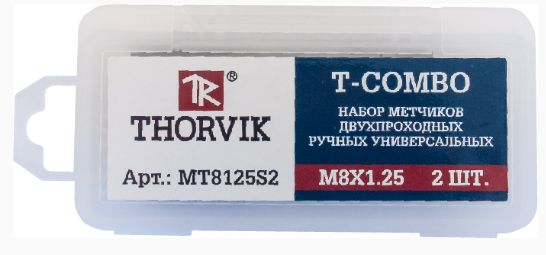 TR®
THORVIK
Арт.: MT8125S2
T-COMBO
НАБОР МЕТЧИКОВ
ДВУХПРОХОДНЫХ
РУЧНЫХ УНИВЕРСАЛЬНЫХ
M8X1.25 2 ШТ.